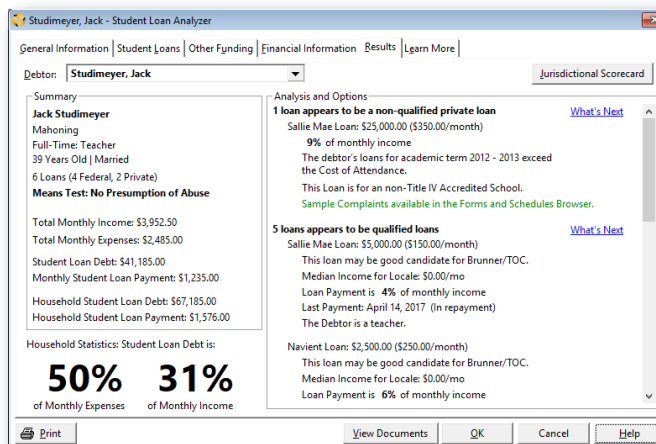 Studimeyer, Jack - Student Loan Analyzer
General Information
Student Loans
Other Funding
Financial Information
Results
Learn More
Debtor: Studimeyer, Jack
Jurisdictional Scorecard
Summary
Jack Studimeyer
Mahoning
Full-Time: Teacher
39 Years Old | Married
6 Loans (4 Federal, 2 Private)
Means Test: No Presumption of Abuse
Total Monthly Income: $3,952.50
Total Monthly Expenses: $2,485.00
Student Loan Debt: $41,185.00
Monthly Student Loan Payment: $1,235.00
Household Student Loan Debt: $67,185.00
Household Student Loan Payment: $1,576.00
Household Statistics: Student Loan Debt is:
50% 31%
of Monthly Expenses of Monthly Income
Analysis and Options
1 loan appears to be a non-qualified private loan What's Next
Sallie Mae Loan: $25,000.00 ($350.00/month)
9% of monthly income
The debtor's loans for academic term 2012 - 2013 exceed
the Cost of Attendance.
This Loan is for an non-Title IV Accredited School.
Sample Complaints available in the Forms and Schedules Browser.
5 loans appears to be qualified loans What's Next
Sallie Mae Loan: $5,000.00 ($150.00/month)
This loan may be good candidate for Brunner/TOC.
Median Income for Locale: $0.00/mo
Loan Payment is 4% of monthly income
Last Payment: April 14, 2017 (In repayment)
The Debtor is a teacher.
Navient Loan: $2,500.00 ($250.00/month)
This loan may be good candidate for Brunner/TOC.
Median Income for Locale: $0.00/mo
Loan Payment is 6% of monthly income
Print
View Documents
OK
Cancel
Help